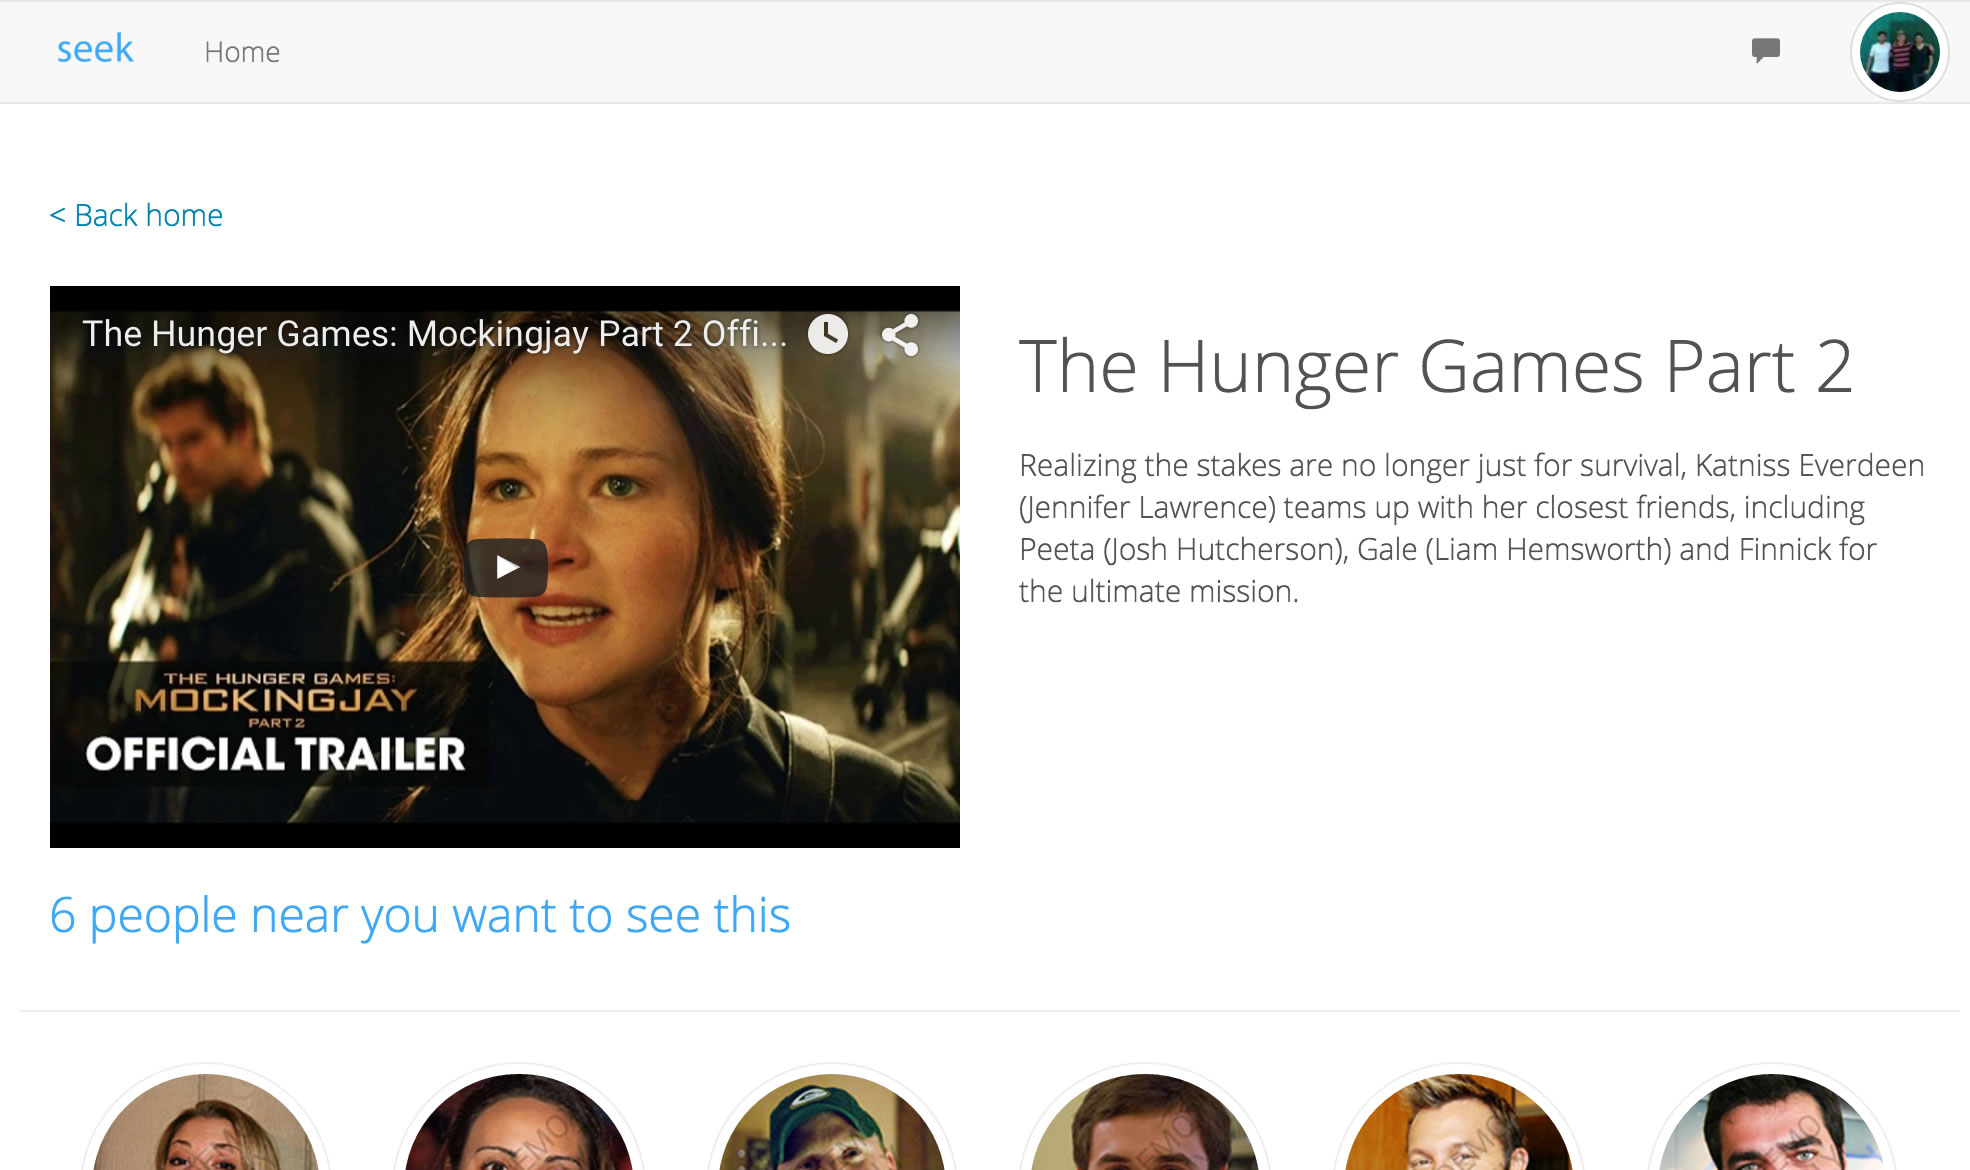 seek
Home
< Back home
The Hunger Games: Mockingjay Part 2 Offi...
THE HUNGER GAMES:
MOCKINGJAY
PART 2
OFFICIAL TRAILER
The Hunger Games Part 2
Realizing the stakes are no longer just for survival, Katniss Everdeen
(Jennifer Lawrence) teams up with her closest friends, including
Peeta (Josh Hutcherson), Gale (Liam Hemsworth) and Finnick for
the ultimate mission.
6 people near you want to see this